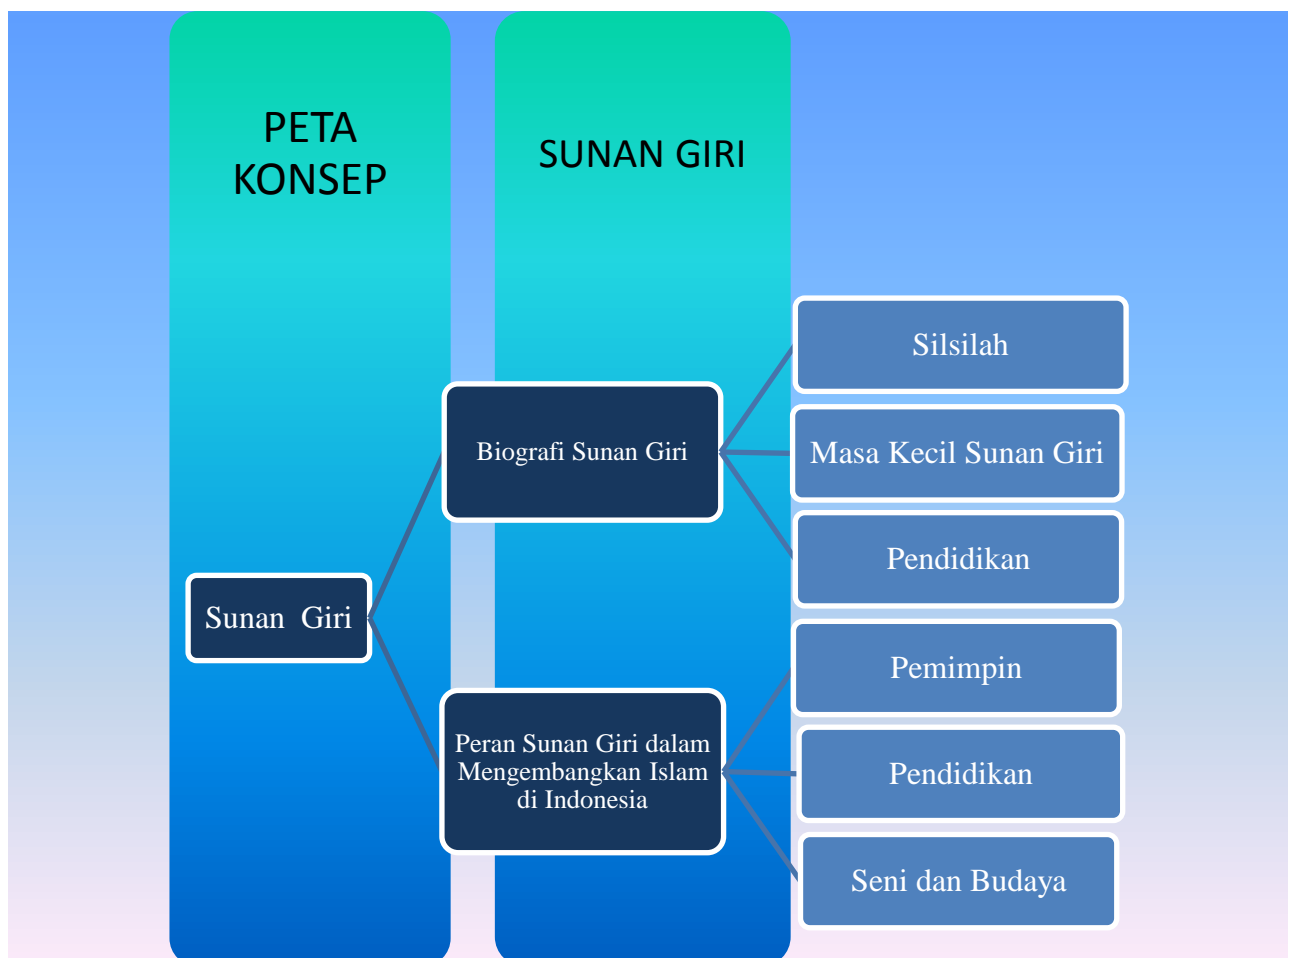 PETA
KONSEP
SUNAN GIRI
Sunan  Giri
Biografi Sunan Giri
Silsilah
Masa Kecil Sunan Giri
Pendidikan
Peran Sunan Giri dalam
Mengembangkan Islam
di Indonesia
Pemimpin
Pendidikan
Seni dan Budaya